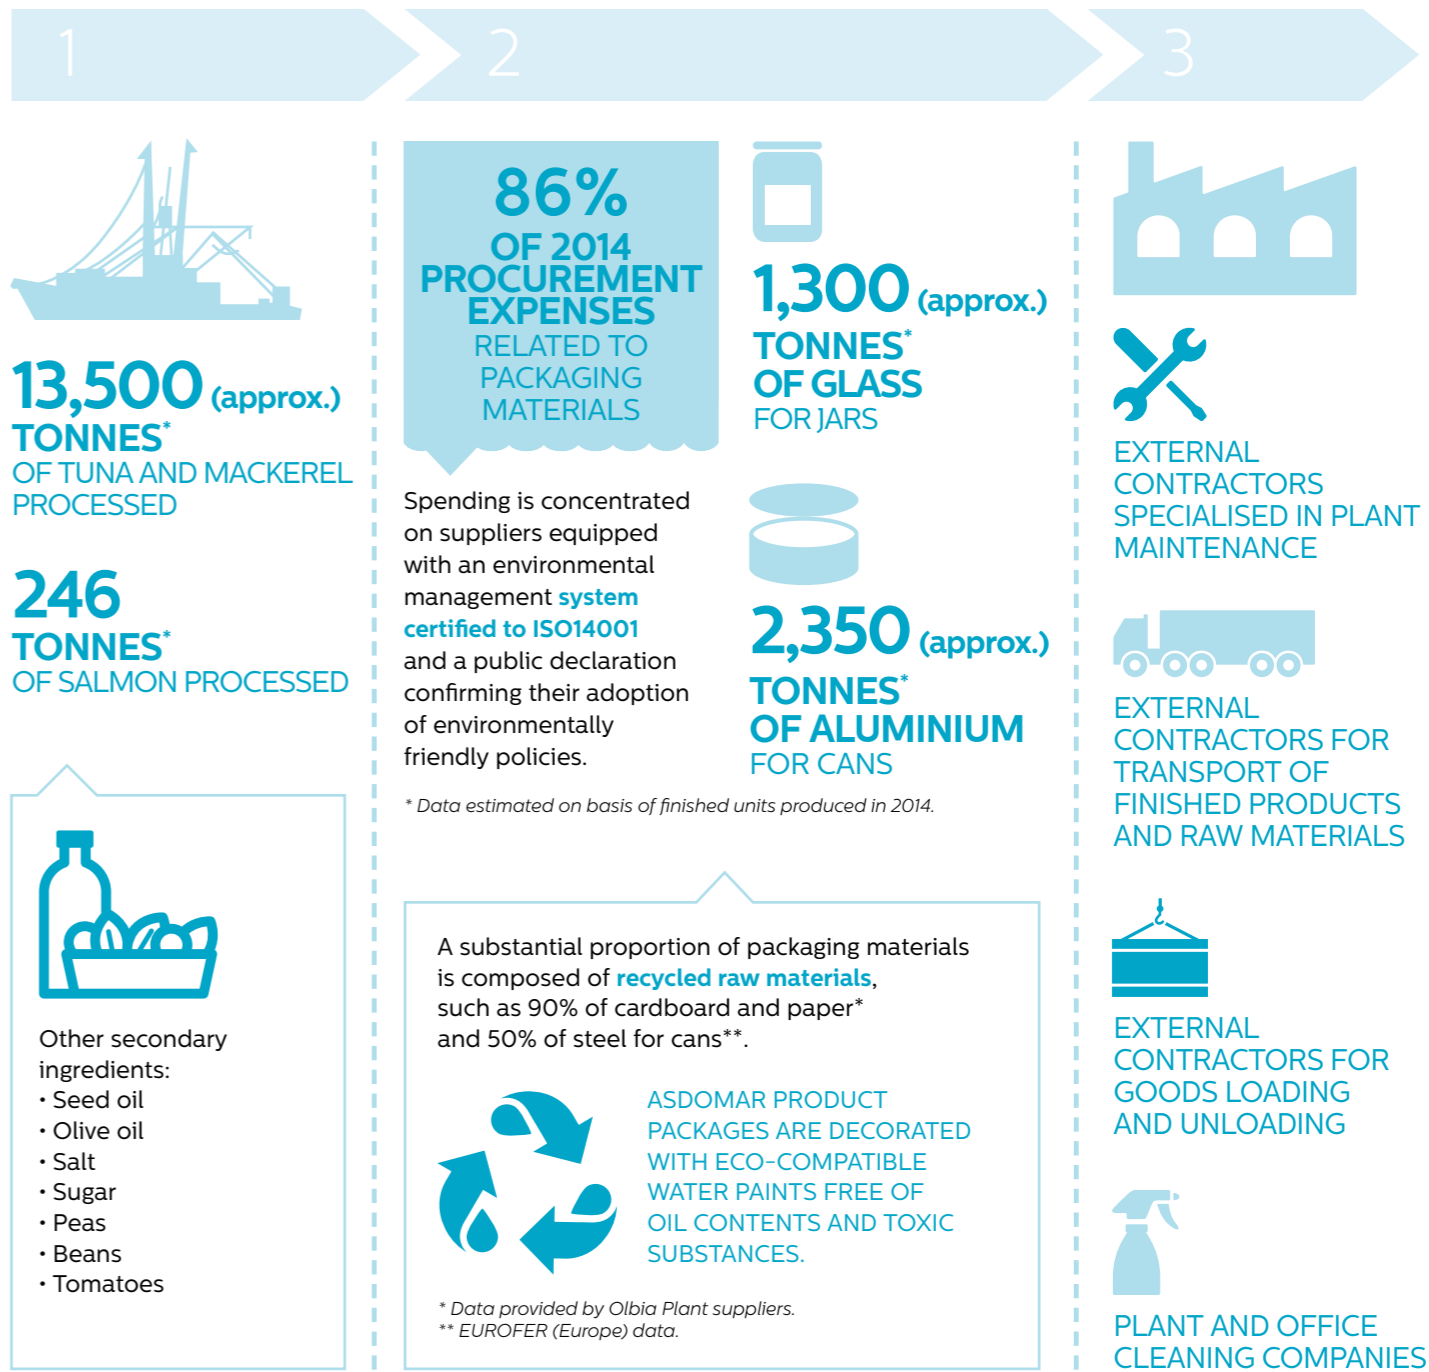 1
2
3
13,500 (approx.)
TONNES*
OF TUNA AND MACKEREL
PROCESSED
246
TONNES*
OF SALMON PROCESSED
Other secondary
ingredients:
• Seed oil
• Olive oil
• Salt
• Sugar
• Peas
• Beans
• Tomatoes
86%
OF 2014
PROCUREMENT
EXPENSES
RELATED TO
PACKAGING
MATERIALS
Spending is concentrated
on suppliers equipped
with an environmental
management system
certified to ISO14001
and a public declaration
confirming their adoption
of environmentally
friendly policies.
1,300 (approx.)
TONNES*
OF GLASS
FOR JARS
2,350 (approx.)
TONNES*
OF ALUMINIUM
FOR CANS
* Data estimated on basis of finished units produced in 2014.
A substantial proportion of packaging materials
is composed of recycled raw materials,
such as 90% of cardboard and paper*
and 50% of steel for cans**.
ASDOMAR PRODUCT
PACKAGES ARE DECORATED
WITH ECO-COMPATIBLE
WATER PAINTS FREE OF
OIL CONTENTS AND TOXIC
SUBSTANCES.
* Data provided by Olbia Plant suppliers.
** EUROFER (Europe) data.
EXTERNAL
CONTRACTORS
SPECIALISED IN PLANT
MAINTENANCE
EXTERNAL
CONTRACTORS FOR
TRANSPORT OF
FINISHED PRODUCTS
AND RAW MATERIALS
EXTERNAL
CONTRACTORS FOR
GOODS LOADING
AND UNLOADING
PLANT AND OFFICE
CLEANING COMPANIES